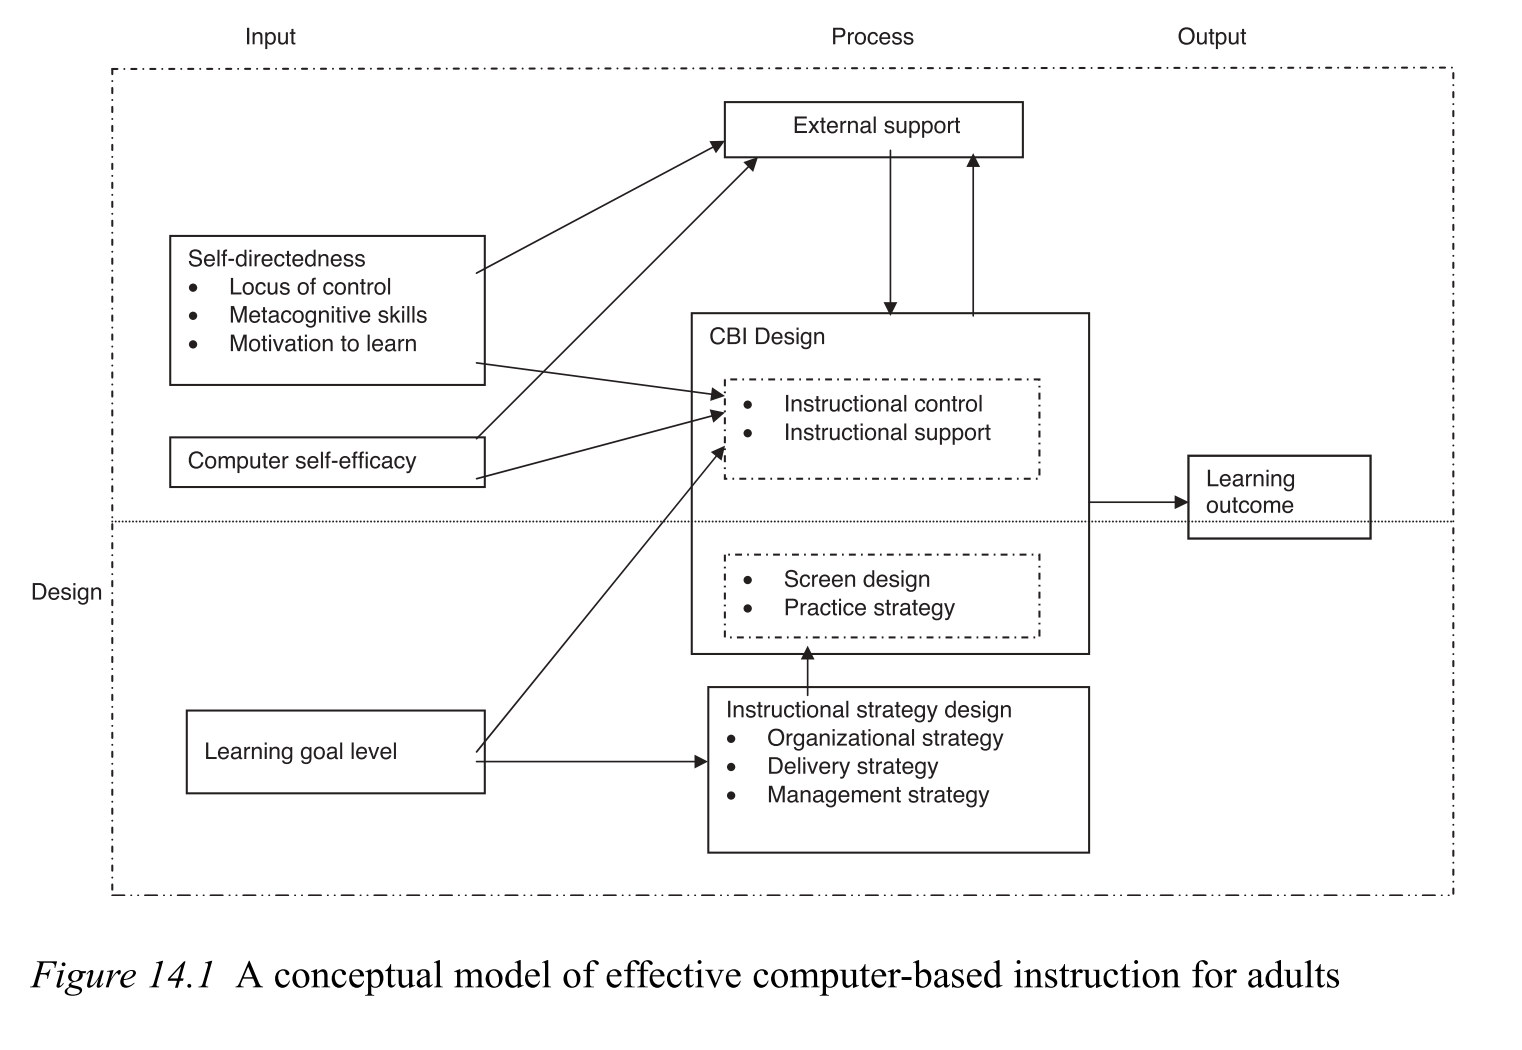 Input Process Output
External support
Self-directedness
• Locus of control
• Metacognitive skills
• Motivation to learn
CBI Design
• Instructional control
• Instructional support
Computer self-efficacy
Learning
outcome
Design
• Screen design
• Practice strategy
Learning goal level
Instructional strategy design
• Organizational strategy
• Delivery strategy
• Management strategy
Figure 14.1 A conceptual model of effective computer-based instruction for adults